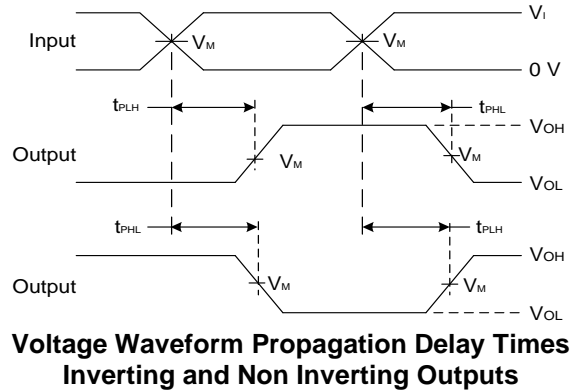 VI
Input VM VM
0 V
tPLH tPHL
VOH
Output VM VM
VOL
tPHL tPLH
VOH
Output VM VM
VOL
Voltage Waveform Propagation Delay Times
Inverting and Non Inverting Outputs